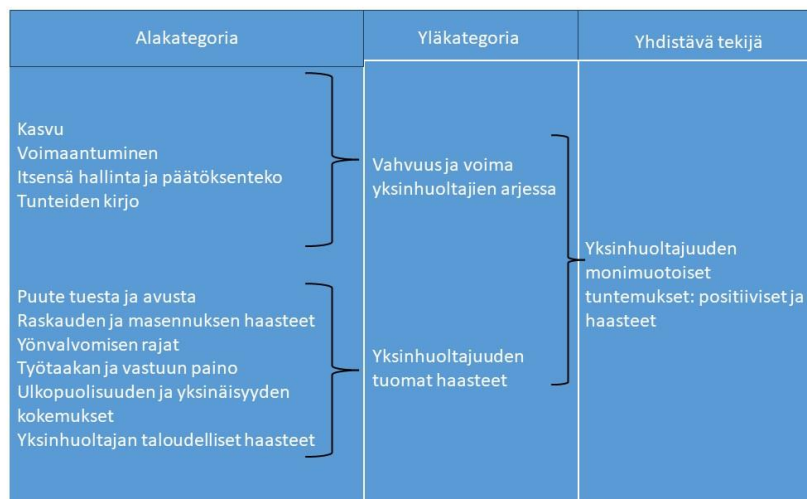 Alakategoria
Yläkategoria
Yhdistävä tekijä
Kasvu
Voimaantuminen
Itsensä hallinta ja päätöksenteko
Tunteiden kirjo
Vahvuus ja voima
yksinhuoltajien arjessa
Yksinhuoltajuuden
monimuotoiset
tuntemukset: positiiviset ja
haasteet
Puute tuesta ja avusta
Raskauden ja masennuksen haasteet
Yönvalvomisen rajat
Työtaakan ja vastuun paino
Ulkopuolisuuden ja yksinäisyyden
kokemukset
Yksinhuoltajan taloudelliset haasteet
Yksinhuoltajuuden
tuomat haasteet